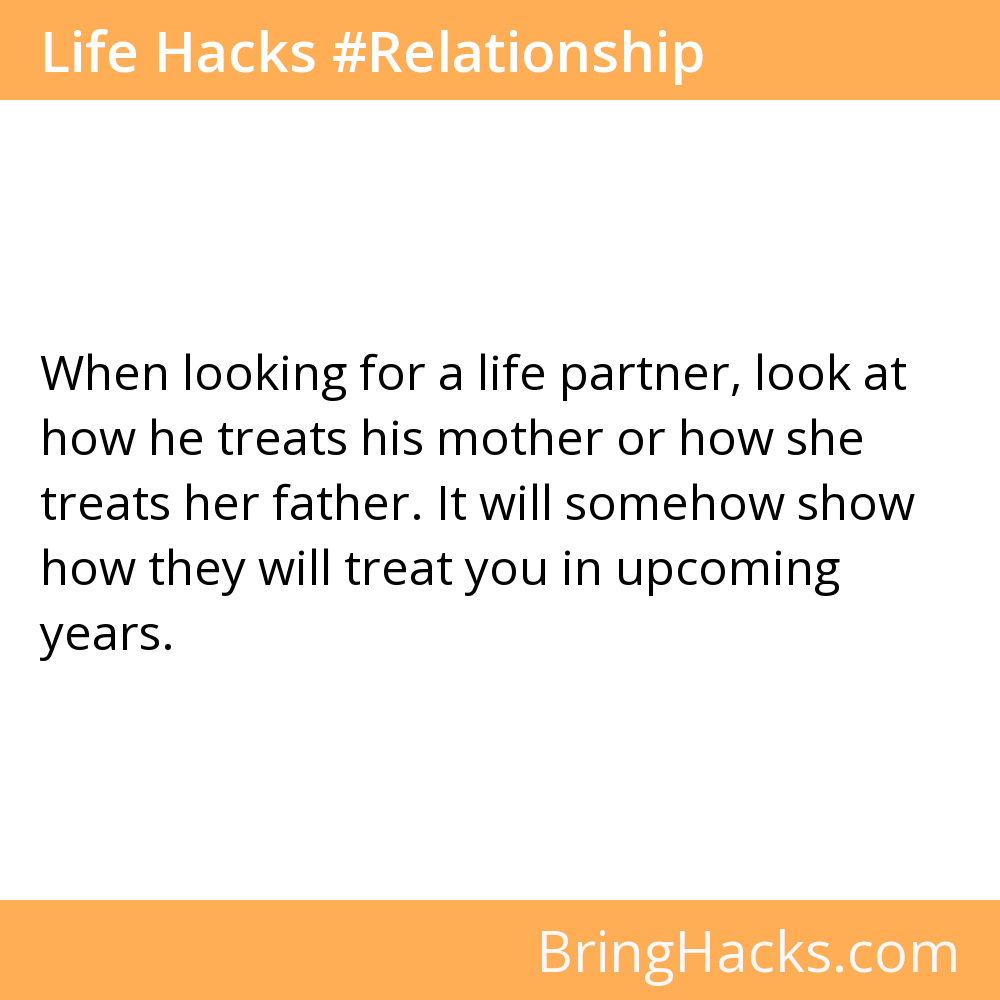 Life Hacks #Relationship
When looking for a life partner, look at
how he treats his mother or how she
treats her father. It will somehow show
how they will treat you in upcoming
years.
BringHacks.com